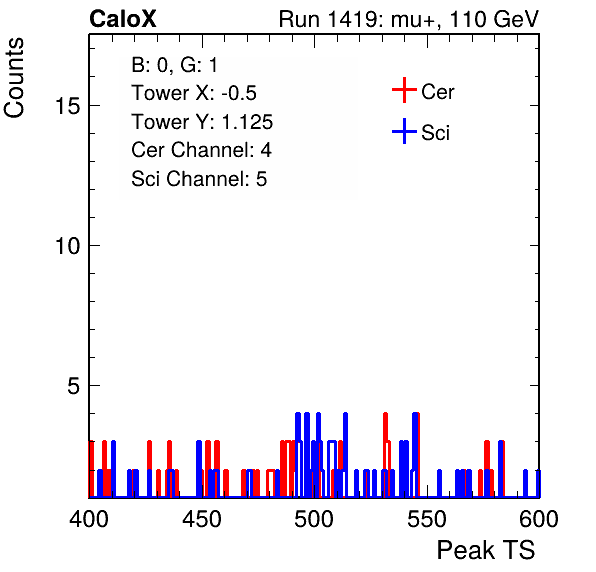 CaloX Run 1419: mu+, 110 GeV
Counts
B: 0, G: 1
Tower X: -0.5
Tower Y: 1.125
Cer Channel: 4
Sci Channel: 5
Cer
Sci
15
10
5
400 450 500 550 600
Peak TS